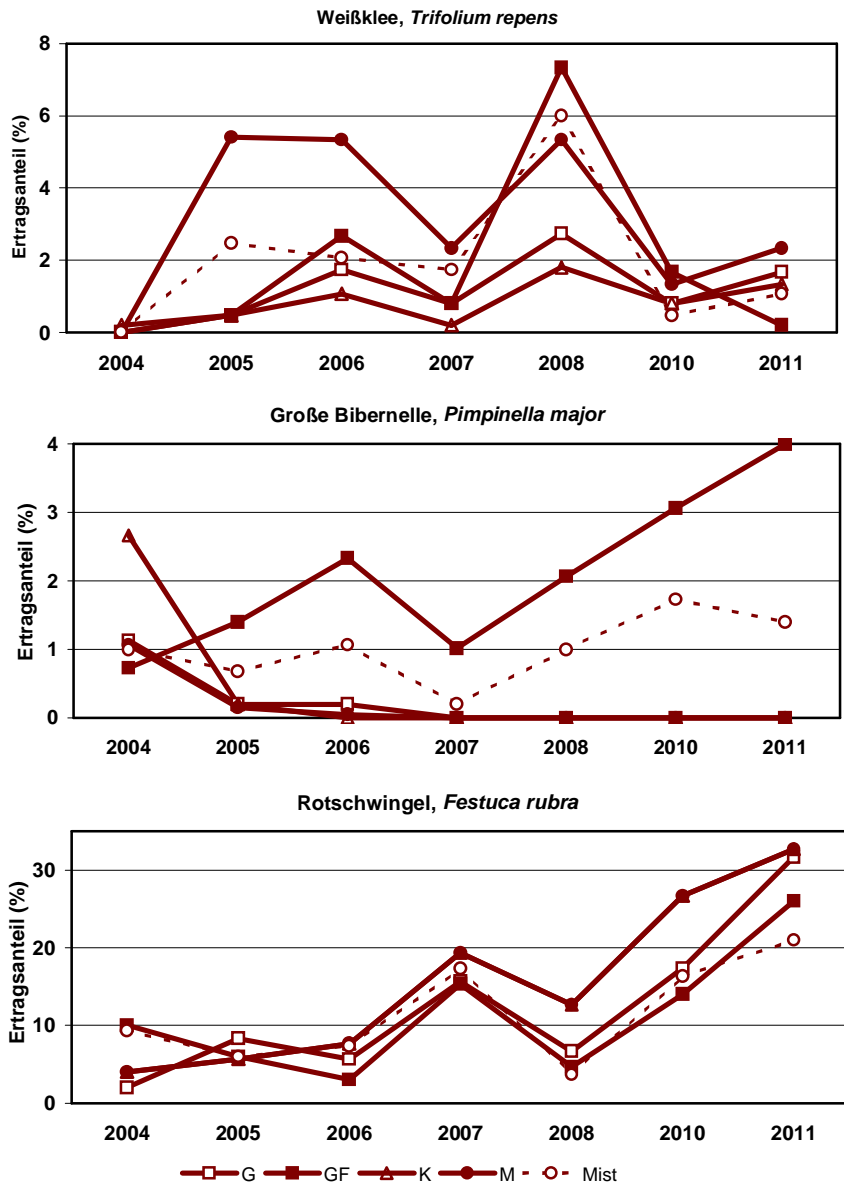 Weißklee, Trifolium repens
Ertragsanteil (%)
8
6
4
2
0
2004 2005 2006 2007 2008 2010 2011
Große Bibernelle, Pimpinella major
Ertragsanteil (%)
4
3
2
1
0
2004 2005 2006 2007 2008 2010 2011
Rotschwingel, Festuca rubra
Ertragsanteil (%)
30
20
10
0
2004 2005 2006 2007 2008 2010 2011
G GF K M Mist